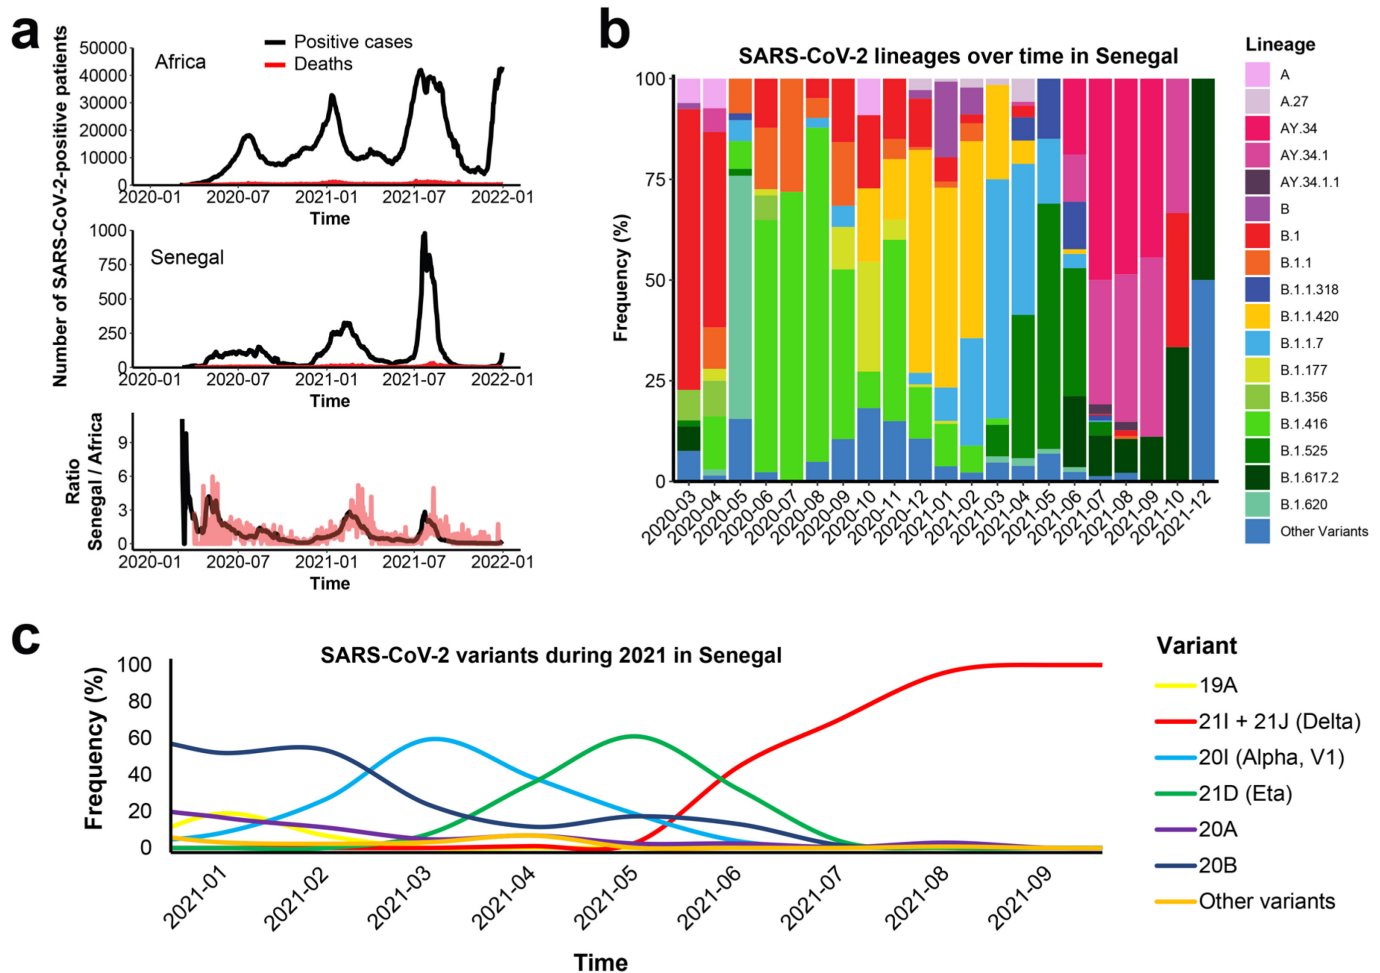 a
Number of SARS-CoV-2-positive patients
Africa
Positive cases
Deaths
50000
40000
30000
20000
10000
0
2020-01 2020-07 2021-01 2021-07 2022-01
Time
Senegal
1000
750
500
250
0
2020-01 2020-07 2021-01 2021-07 2022-01
Time
Ratio
Senegal / Africa
9
6
3
0
2020-01 2020-07 2021-01 2021-07 2022-01
Time
b
SARS-CoV-2 lineages over time in Senegal
Frequency (%)
100
75
50
25
0
2020-03 2020-04 2020-05 2020-06 2020-07 2020-08 2020-09 2020-10 2020-11 2020-12 2021-01 2021-02 2021-03 2021-04 2021-05 2021-06 2021-07 2021-08 2021-09 2021-10 2021-12
Lineage
A
A.27
AY.34
AY.34.1
AY.34.1.1
B
B.1
B.1.1
B.1.1.318
B.1.1.420
B.1.1.7
B.1.177
B.1.356
B.1.416
B.1.525
B.1.617.2
B.1.620
Other Variants
c
SARS-CoV-2 variants during 2021 in Senegal
Frequency (%)
100
80
60
40
20
0
2021-01 2021-02 2021-03 2021-04 2021-05 2021-06 2021-07 2021-08 2021-09
Time
Variant
19A
21I + 21J (Delta)
20I (Alpha, V1)
21D (Eta)
20A
20B
Other variants